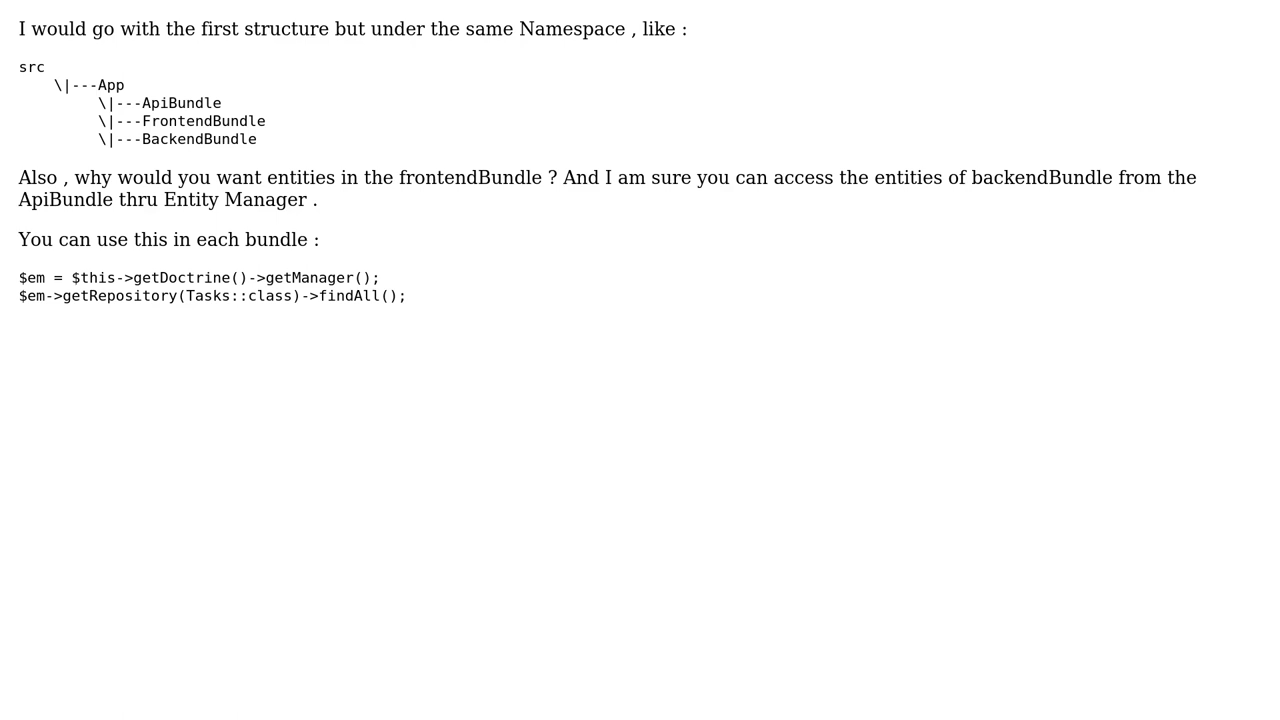 I would go with the first structure but under the same Namespace , like :
src
    \|---App
         \|---ApiBundle
         \|---FrontendBundle
         \|---BackendBundle
Also , why would you want entities in the frontendBundle ? And I am sure you can access the entities of backendBundle from the
ApiBundle thru Entity Manager .
You can use this in each bundle :
$em = $this->getDoctrine()->getManager();
$em->getRepository(Tasks::class)->findAll();